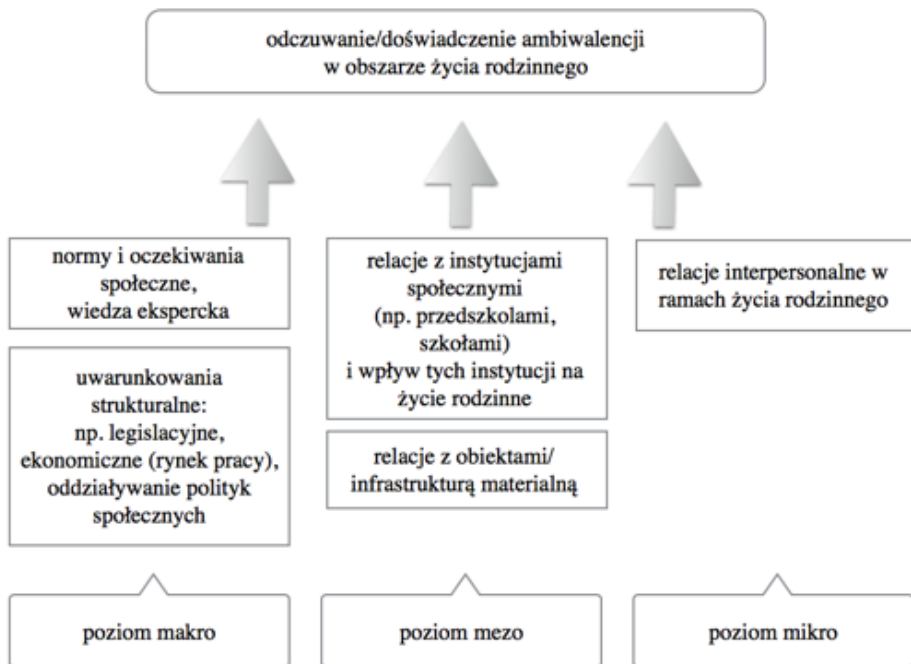 odczuwanie/doświadczenie ambiwalencji
w obszarze życia rodzinnego
normy i oczekiwania
społeczne,
wiedza ekspercka
uwarunkowania
strukturalne:
np. legislacyjne,
ekonomiczne (rynek pracy),
oddziaływanie polityk
społecznych
relacje z instytucjami
społecznymi
(np. przedszkolami,
szkołami)
i wpływ tych instytucji na
życie rodzinne
relacje z obiektami/
infrastrukturą materialną
relacje interpersonalne w
ramach życia rodzinnego
poziom makro
poziom mezo
poziom mikro